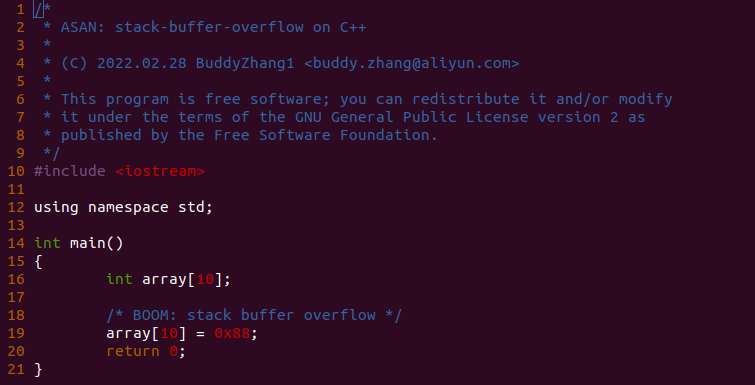 1 /*
2  * ASAN: stack-buffer-overflow on C++
3  *
4  * (C) 2022.02.28 BuddyZhang1 <buddy.zhang@aliyun.com>
5  *
6  * This program is free software; you can redistribute it and/or modify
7  * it under the terms of the GNU General Public License version 2 as
8  * published by the Free Software Foundation.
9  */
10 #include <iostream>
11
12 using namespace std;
13
14 int main()
15 {
16         int array[10];
17
18         /* BOOM: stack buffer overflow */
19         array[10] = 0x88;
20         return 0;
21 }